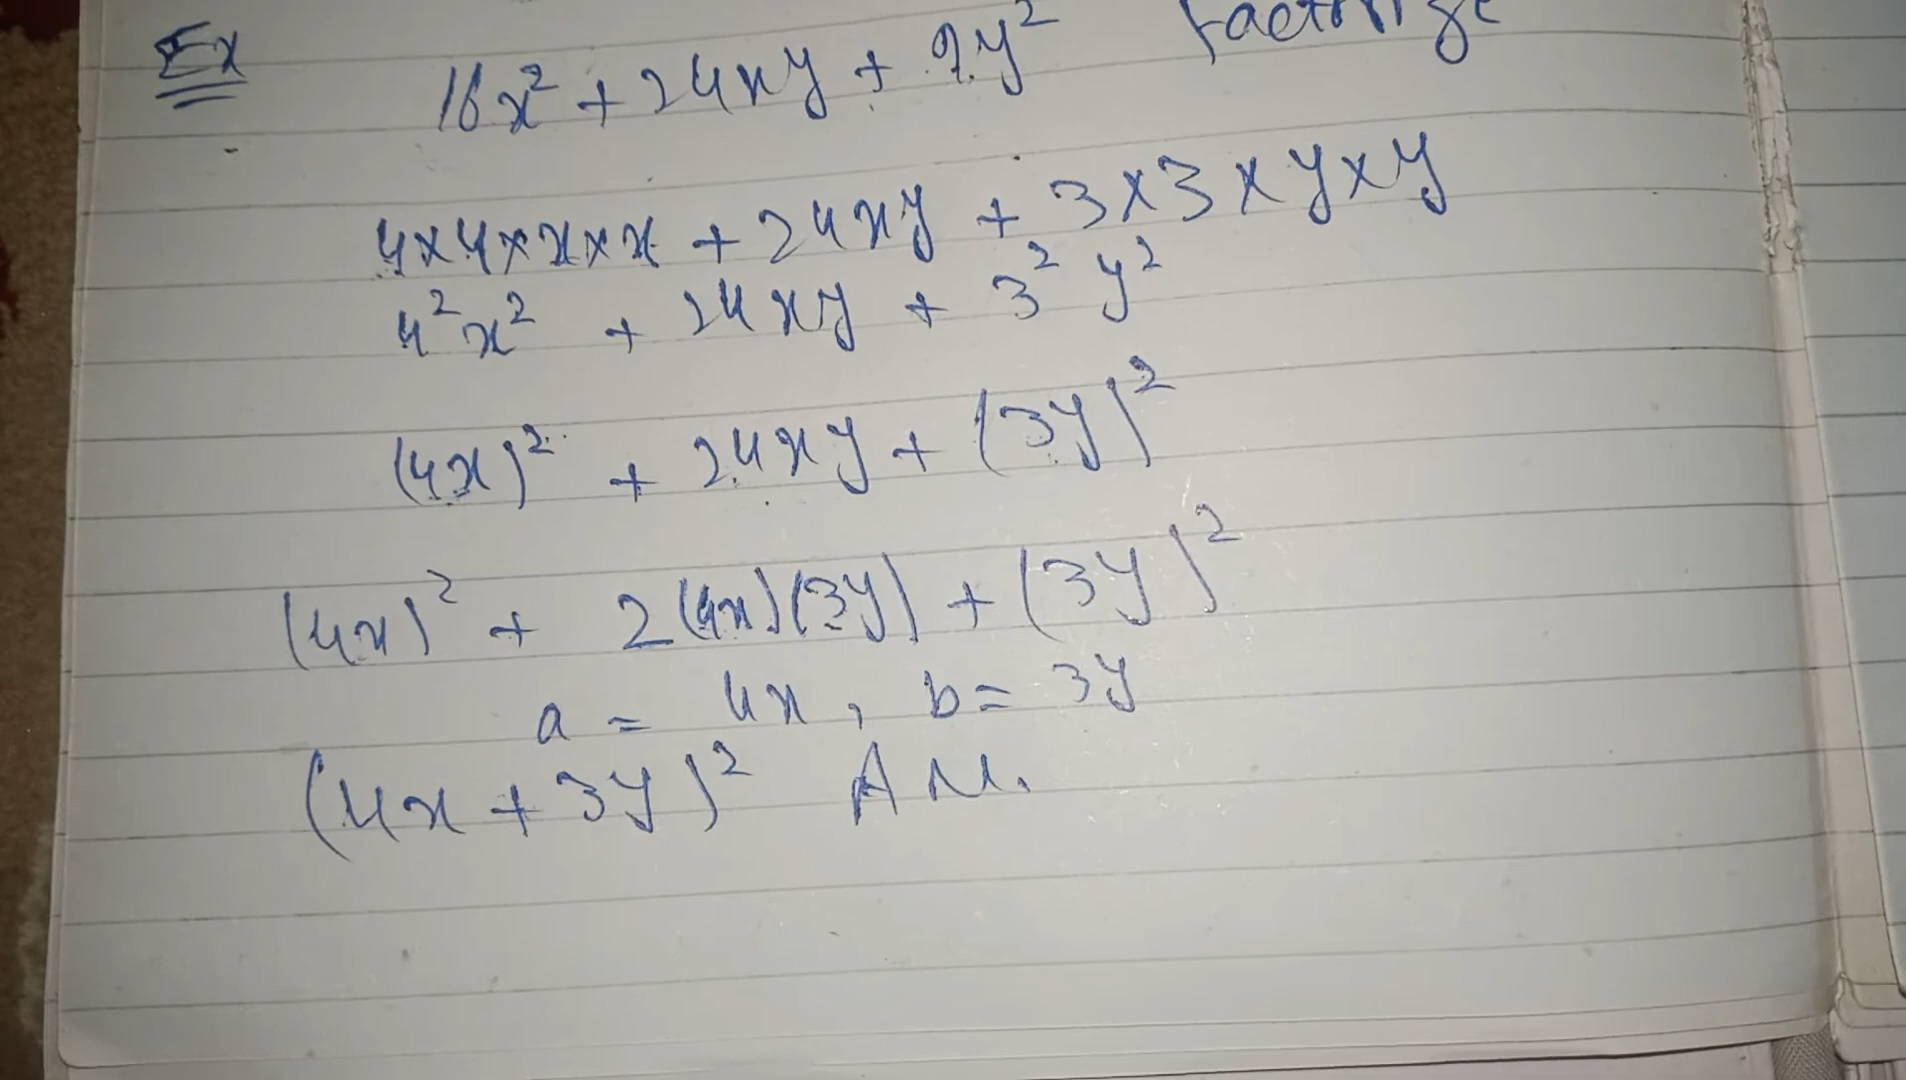 Ex 16x² + 24xy + 9y² Factorize
4×4×x×x + 24xy + 3×3×y×y
4²x² + 24xy + 3²y²
(4x)² + 24xy + (3y)²
(4x)² + 2(4x)(3y) + (3y)²
a = 4x, b = 3y
(4x + 3y)² Ans.